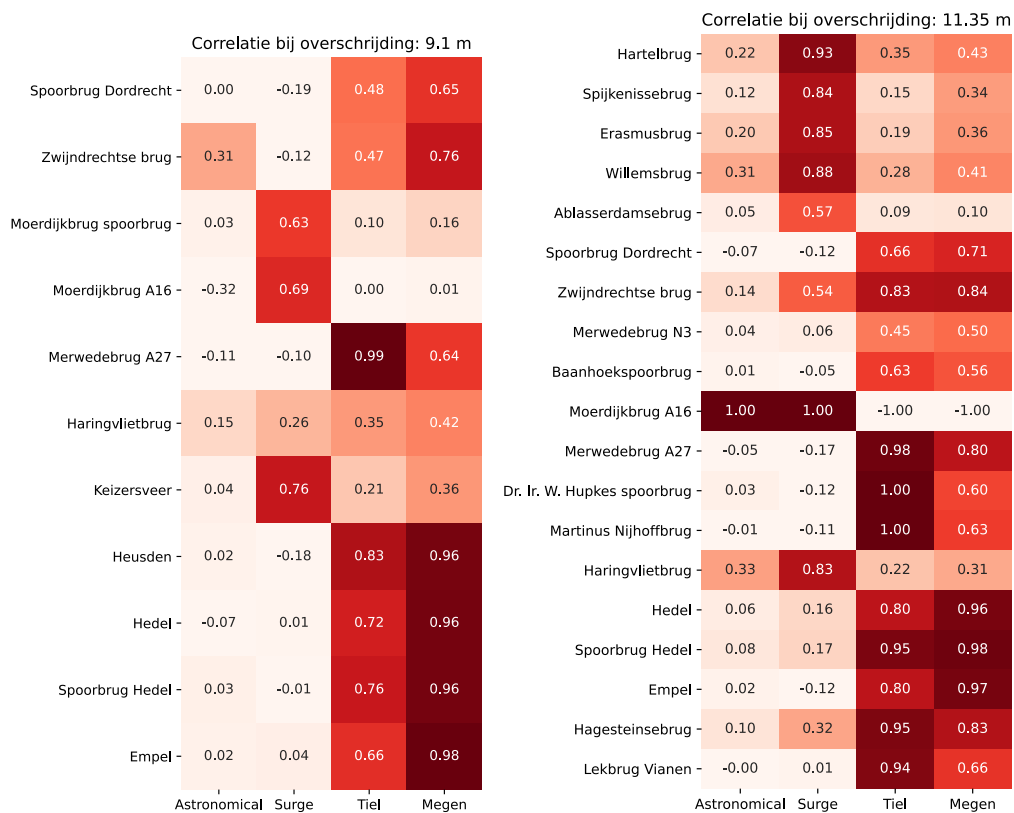 Correlatie bij overschrijding: 9.1 m
Spoorbrug Dordrecht 0.00 -0.19 0.48 0.65
Zwijndrechtse brug 0.31 -0.12 0.47 0.76
Moerdijkbrug spoorbrug 0.03 0.63 0.10 0.16
Moerdijkbrug A16 -0.32 0.69 0.00 0.01
Merwedebrug A27 -0.11 -0.10 0.99 0.64
Haringvlietbrug 0.15 0.26 0.35 0.42
Keizersveer 0.04 0.76 0.21 0.36
Heusden 0.02 -0.18 0.83 0.96
Hedel -0.07 0.01 0.72 0.96
Spoorbrug Hedel 0.03 -0.01 0.76 0.96
Empel 0.02 0.04 0.66 0.98
Astronomical Surge Tiel Megen
Correlatie bij overschrijding: 11.35 m
Hartelbrug 0.22 0.93 0.35 0.43
Spijkenissebrug 0.12 0.84 0.15 0.34
Erasmusbrug 0.20 0.85 0.19 0.36
Willemsbrug 0.31 0.88 0.28 0.41
Ablasserdamsebrug 0.05 0.57 0.09 0.10
Spoorbrug Dordrecht -0.07 -0.12 0.66 0.71
Zwijndrechtse brug 0.14 0.54 0.83 0.84
Merwedebrug N3 0.04 0.06 0.45 0.50
Baanhoekspoorbrug 0.01 -0.05 0.63 0.56
Moerdijkbrug A16 1.00 1.00 -1.00 -1.00
Merwedebrug A27 -0.05 -0.17 0.98 0.80
Dr. Ir. W. Hupkes spoorbrug 0.03 -0.12 1.00 0.60
Martinus Nijhoffbrug -0.01 -0.11 1.00 0.63
Haringvlietbrug 0.33 0.83 0.22 0.31
Hedel 0.06 0.16 0.80 0.96
Spoorbrug Hedel 0.08 0.17 0.95 0.98
Empel 0.02 -0.12 0.80 0.97
Hagesteinsebrug 0.10 0.32 0.95 0.83
Lekbrug Vianen -0.00 0.01 0.94 0.66
Astronomical Surge Tiel Megen